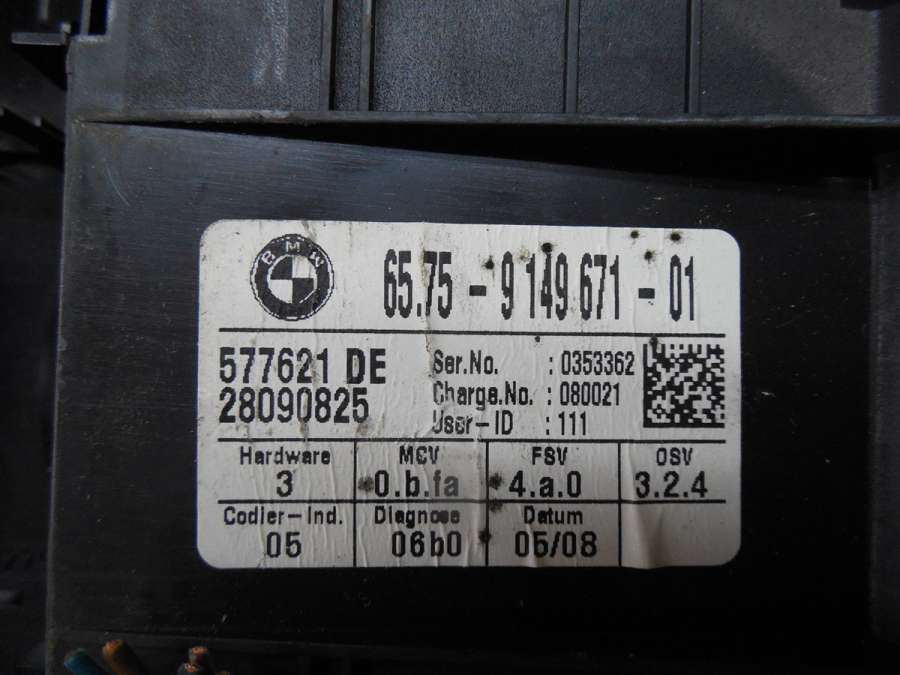 BMW
65.75 - 9 149 671 - 01
577621 DE
28090825
Ser.No. : 0353362
Charge.No. : 080021
User-ID : 111
Hardware MCV FSV OSV
3 0.b.fa 4.a.0 3.2.4
Codier-Ind. Diagnose Datum
05 06b0 05/08